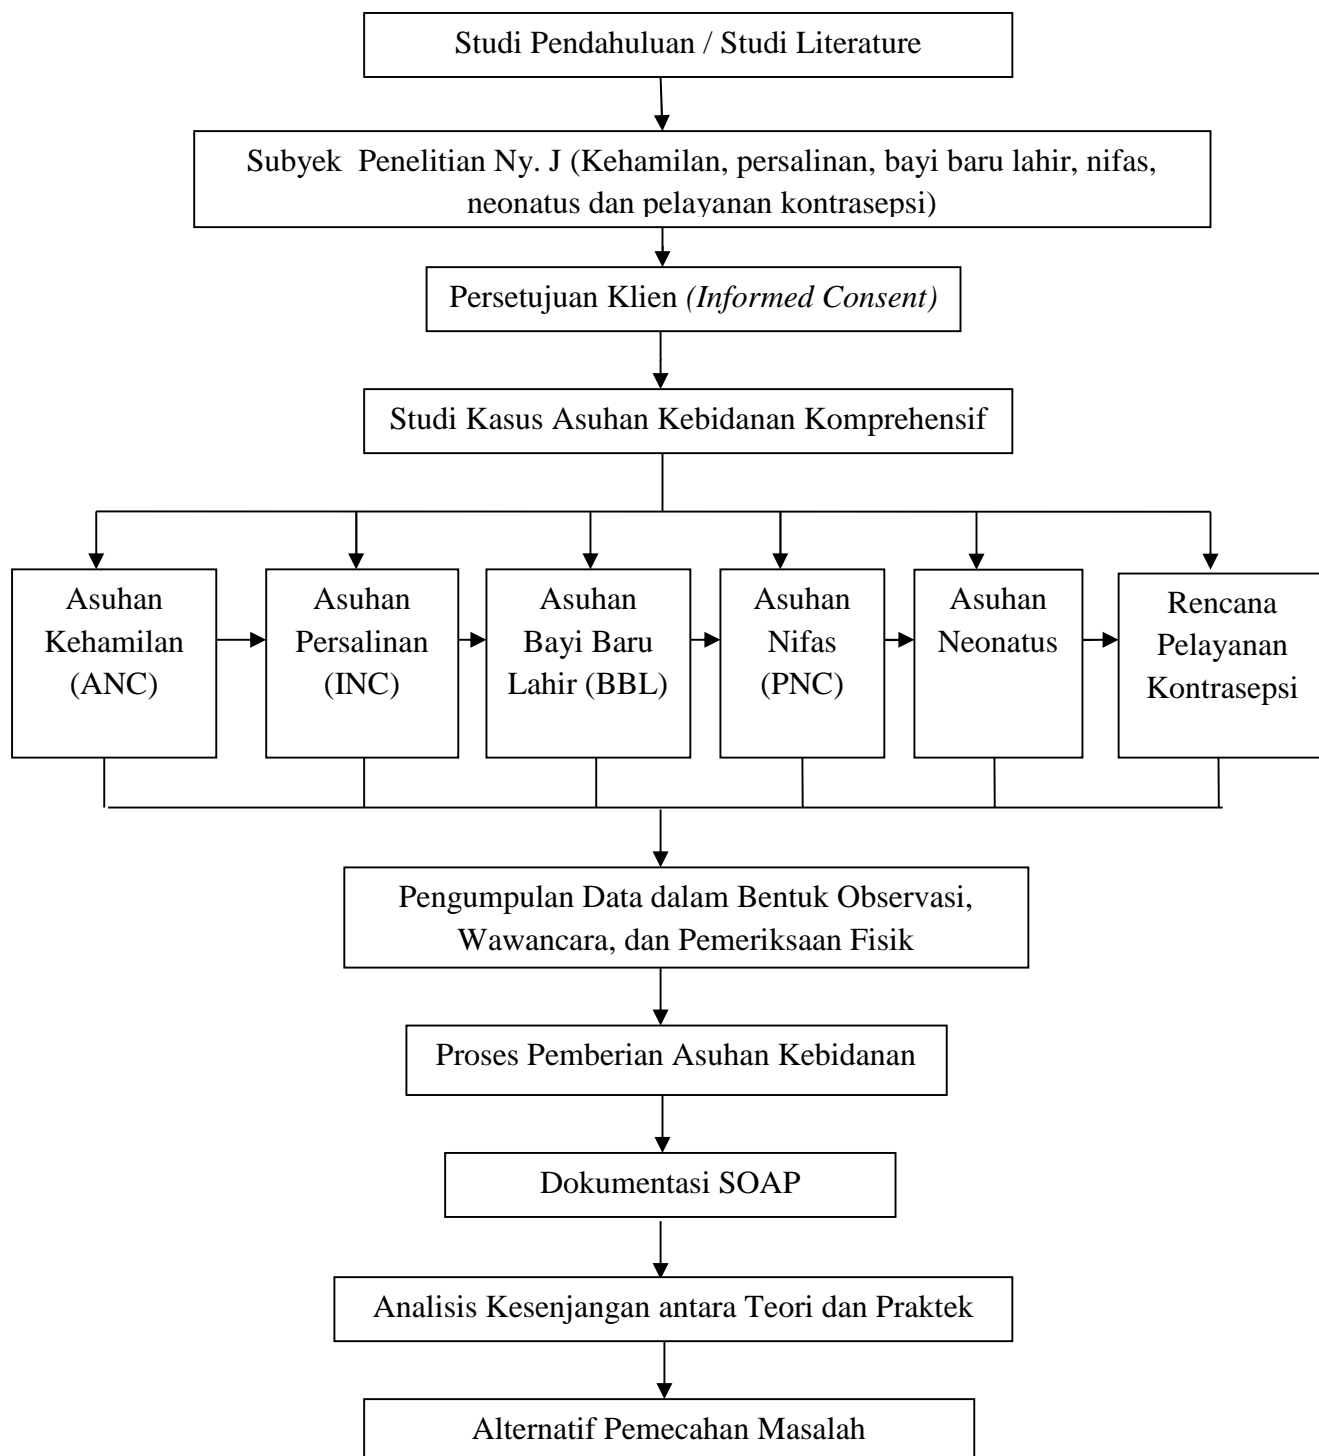 Studi Pendahuluan / Studi Literature
Subyek Penelitian Ny. J (Kehamilan, persalinan, bayi baru lahir, nifas,
neonatus dan pelayanan kontrasepsi)
Persetujuan Klien (Informed Consent)
Studi Kasus Asuhan Kebidanan Komprehensif
Asuhan
Kehamilan
(ANC)
Asuhan
Persalinan
(INC)
Asuhan
Bayi Baru
Lahir (BBL)
Asuhan
Nifas
(PNC)
Asuhan
Neonatus
Rencana
Pelayanan
Kontrasepsi
Pengumpulan Data dalam Bentuk Observasi,
Wawancara, dan Pemeriksaan Fisik
Proses Pemberian Asuhan Kebidanan
Dokumentasi SOAP
Analisis Kesenjangan antara Teori dan Praktek
Alternatif Pemecahan Masalah